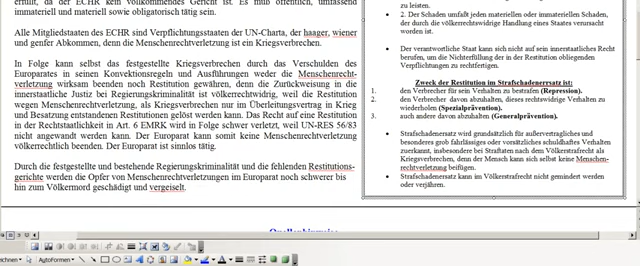 erfüllt, da der ECHR kein vollkommendes Gericht ist. Es muß öffentlich, umfassend
immateriell und materiell sowie obligatorisch tätig sein.
Alle Mitgliedstaaten des ECHR sind Verpflichtungsstaaten der UN-Charta, der haager, wiener
und genfer Abkommen, denn die Menschenrechtverletzung ist ein Kriegsverbrechen.
In Folge kann selbst das festgestellte Kriegsverbrechen durch das Verschulden des
Europarates in seinen Konvektionsregeln und Ausführungen weder die Menschenrecht-
verletzung wirksam beenden noch Restitution gewähren, denn die Zurückweisung in die
innerstaatliche Justiz bei Regierungskriminalität ist völkerrechtwidrig, weil die Restitution
wegen Menschenrechtverletzung, als Kriegsverbrechen nur im Überleitungsvertrag in Krieg
und Besatzung entstandenen Restitutionen gelöst werden kann. Das Recht auf eine Restitution
in der Rechtstaatlichkeit in Art. 6 EMRK wird in Folge schwer verletzt, weil UN-RES 56/83
nicht angewandt werden kann. Der Europarat kann somit keine Menschenrechtverletzung
völkerrechtlich beenden. Der Europarat ist sinnlos tätig.
Durch die festgestellte und bestehende Regierungskriminalität und die fehlenden Restitutions-
gerichte werden die Opfer von Menschenrechtverletzungen im Europarat noch schwerer bis
hin zum Völkermord geschädigt und vergeiselt.
zu leisten.
• 2. Der Schaden umfaßt jeden materiellen oder immateriellen Schaden,
der durch die völkerrechtswidrige Handlung eines Staates verursacht
worden ist.
• Der verantwortliche Staat kann sich nicht auf sein innerstaatliches Recht
berufen, um die Nichterfüllung der in der Restitution obliegenden
Verpflichtungen zu rechtfertigen.
Zweck der Restitution im Strafschadenersatz ist:
1. den Verbrecher für sein Verhalten zu bestrafen (Repression).
2. den Verbrecher davon abzuhalten, dieses rechtswidrige Verhalten zu
wiederholen (Spezialprävention).
3. auch andere davon abzuhalten (Generalprävention).
• Strafschadenersatz wird grundsätzlich für außervertragliches und
besonderes grob fahrlässiges oder vorsätzliches schuldhaftes Verhalten
zuerkannt, insbesondere bei Straftaten nach dem Völkerstrafrecht als
Kriegsverbrechen, denn der Mensch kann sich selbst keine Menschen-
rechtverletzung beifügen.
• Strafschadenersatz kann im Völkerstrafrecht nicht gemindert werden
oder verjähren.
Quellenhinweise
AutoFormen